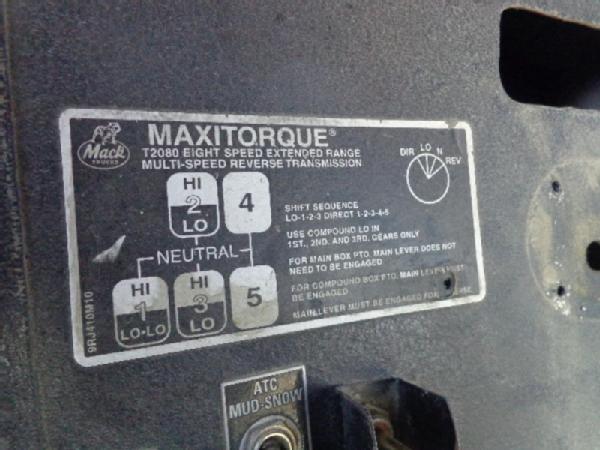 Mack
TRUCKS
MAXITORQUE®
T2080 EIGHT SPEED EXTENDED RANGE
MULTI-SPEED REVERSE TRANSMISSION
DIR LO N REV
HI
2
LO
4
NEUTRAL
HI
1
LO-LO
HI
3
LO
5
SHIFT SEQUENCE
LO-1-2-3 DIRECT 1-2-3-4-5
USE COMPOUND LO IN
1ST., 2ND. AND 3RD. GEARS ONLY
FOR MAIN BOX PTO. MAIN LEVER DOES NOT
NEED TO BE ENGAGED
FOR COMPOUND BOX PTO. MAIN LEVER MUST
BE ENGAGED
MAIN LEVER MUST BE ENGAGED FOR
9RJ410M10
ATC
MUD-SNOW